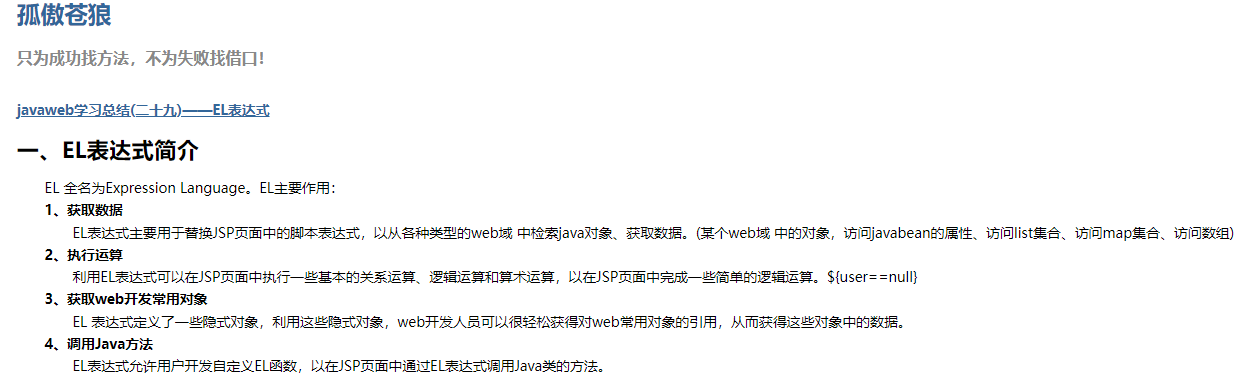 孤傲苍狼
只为成功找方法，不为失败找借口！
javaweb学习总结(二十九)——EL表达式
一、EL表达式简介
EL 全名为Expression Language。EL主要作用：
1、获取数据
EL表达式主要用于替换JSP页面中的脚本表达式，以从各种类型的web域 中检索java对象、获取数据。(某个web域 中的对象，访问javabean的属性、访问list集合、访问map集合、访问数组)
2、执行运算
利用EL表达式可以在JSP页面中执行一些基本的关系运算、逻辑运算和算术运算，以在JSP页面中完成一些简单的逻辑运算。${user==null}
3、获取web开发常用对象
EL 表达式定义了一些隐式对象，利用这些隐式对象，web开发人员可以很轻松获得对web常用对象的引用，从而获得这些对象中的数据。
4、调用Java方法
EL表达式允许用户开发自定义EL函数，以在JSP页面中通过EL表达式调用Java类的方法。